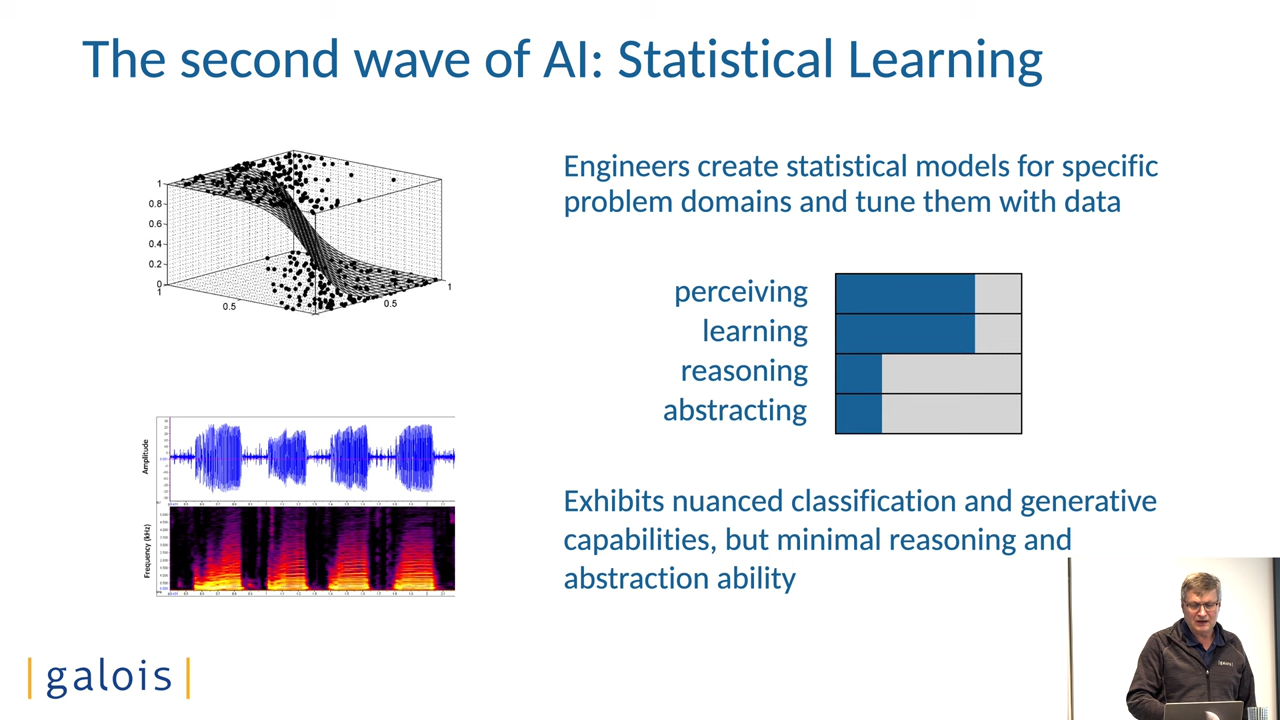 The second wave of AI: Statistical Learning
Engineers create statistical models for specific
problem domains and tune them with data
1
0.8
0.6
0.4
0.2
0
1
0.5
0.5
1
perceiving
learning
reasoning
abstracting
Amplitude
Frequency (kHz)
Exhibits nuanced classification and generative
capabilities, but minimal reasoning and
abstraction ability
|galois|
|galois|